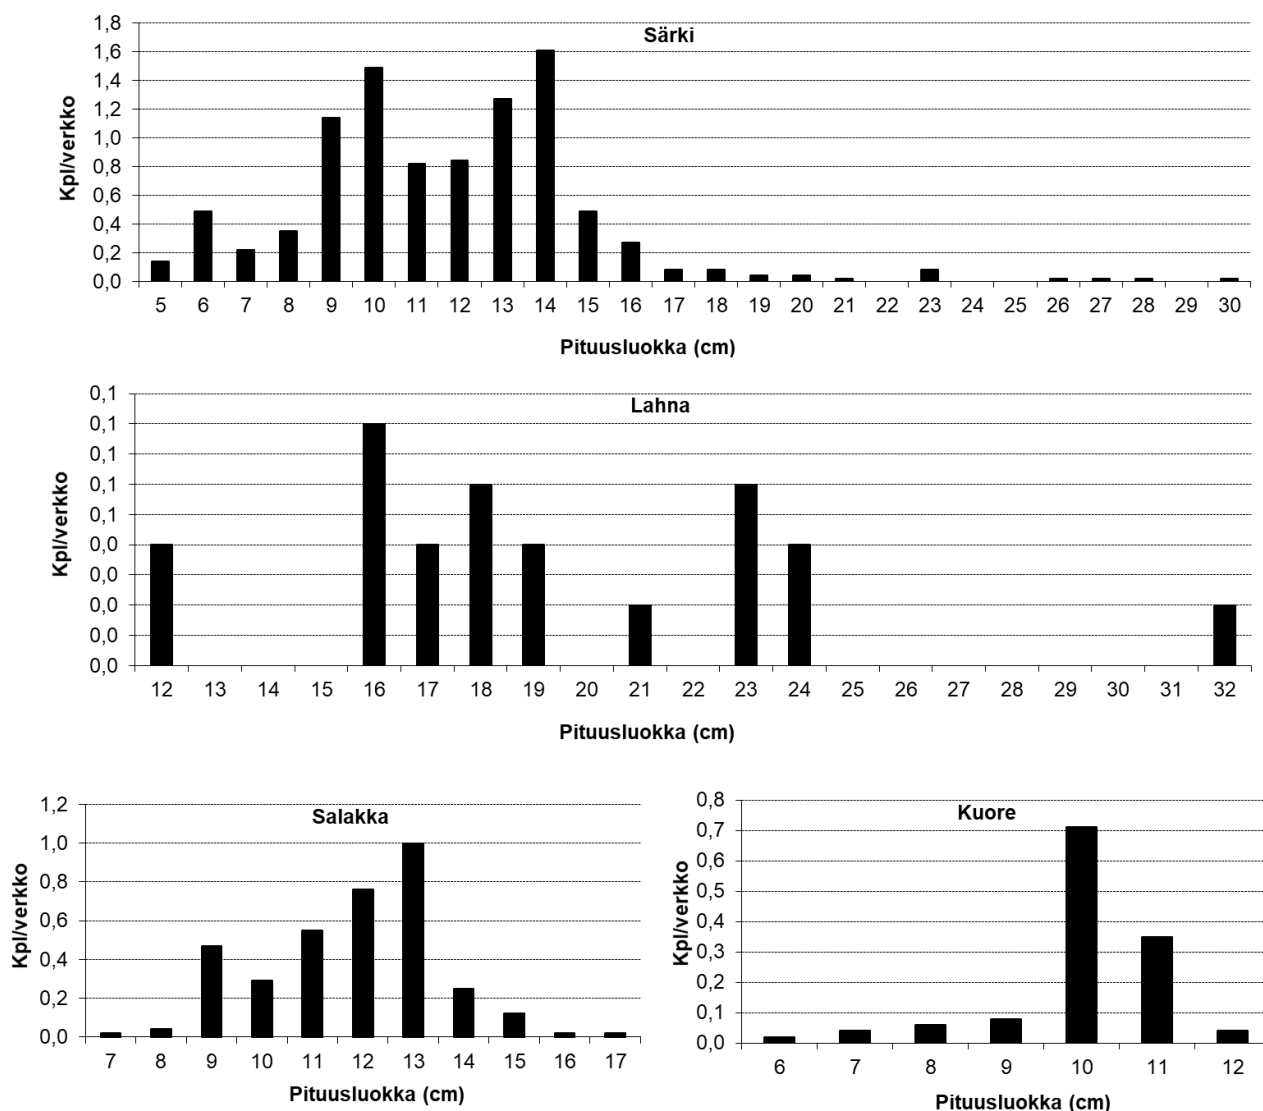 Särki
Kpl/verkko
1,8
1,6
1,4
1,2
1,0
0,8
0,6
0,4
0,2
0,0
5 6 7 8 9 10 11 12 13 14 15 16 17 18 19 20 21 22 23 24 25 26 27 28 29 30
Pituusluokka (cm)
Lahna
Kpl/verkko
0,1
0,1
0,1
0,1
0,1
0,0
0,0
0,0
0,0
0,0
12 13 14 15 16 17 18 19 20 21 22 23 24 25 26 27 28 29 30 31 32
Pituusluokka (cm)
Salakka
Kpl/verkko
1,2
1,0
0,8
0,6
0,4
0,2
0,0
7 8 9 10 11 12 13 14 15 16 17
Pituusluokka (cm)
Kuore
Kpl/verkko
0,8
0,7
0,6
0,5
0,4
0,3
0,2
0,1
0,0
6 7 8 9 10 11 12
Pituusluokka (cm)